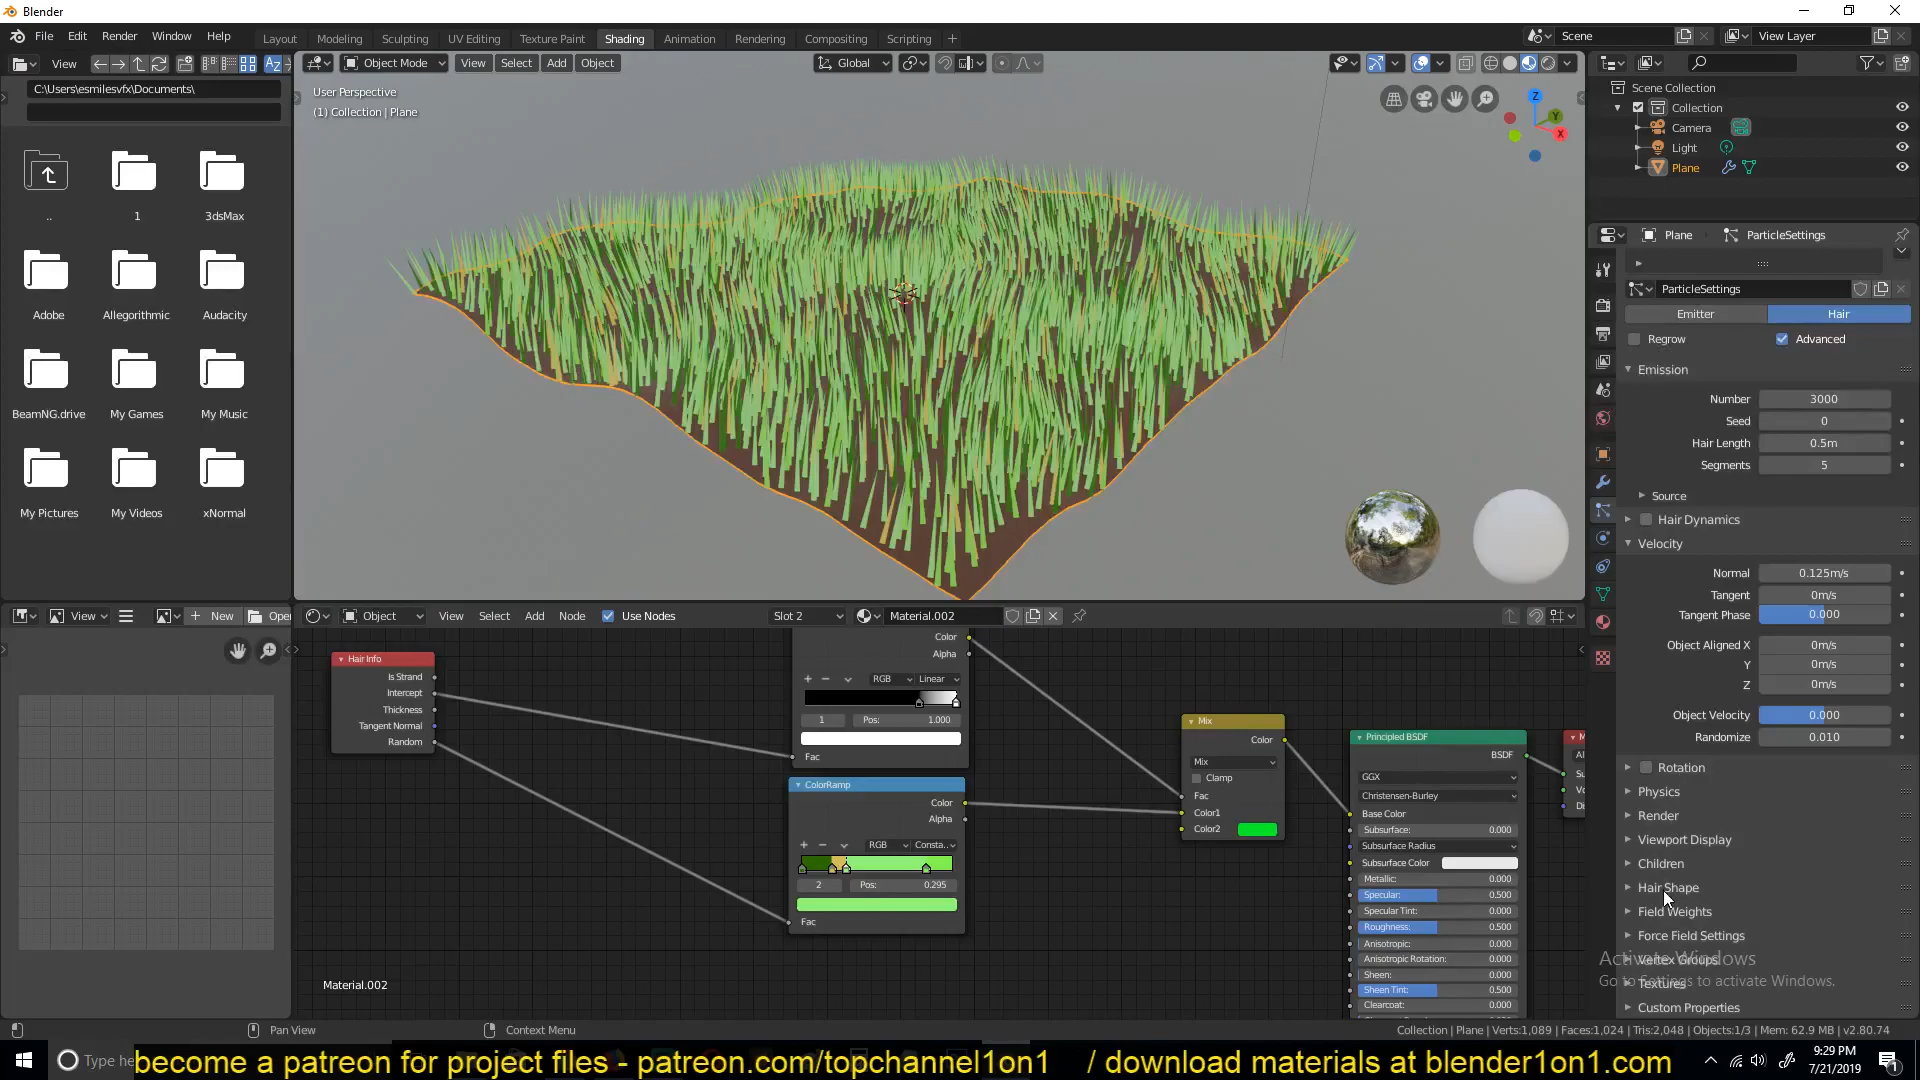 Blender
File Edit Render Window Help
Layout Modeling Sculpting UV Editing Texture Paint Shading Animation Rendering Compositing Scripting
Scene
View Layer
View
Object Mode View Select Add Object
Global
C:\Users\esmilesvfx\Documents\
User Perspective
(1) Collection | Plane
Z
Y
X
..
1
3dsMax
Adobe
Allegorithmic
Audacity
BeamNG.drive
My Games
My Music
My Pictures
My Videos
xNormal
Scene Collection
Collection
Camera
Light
Plane
Plane
ParticleSettings
ParticleSettings
Emitter
Hair
Regrow
Advanced
Emission
Number 3000
Seed 0
Hair Length 0.5m
Segments 5
Source
Hair Dynamics
Velocity
Normal 0.125m/s
Tangent 0m/s
Tangent Phase 0.000
Object Aligned X 0m/s
Y 0m/s
Z 0m/s
Object Velocity 0.000
Randomize 0.010
Rotation
Physics
Render
Viewport Display
Children
Hair Shape
Field Weights
Force Field Settings
Vertex Groups
Textures
Custom Properties
Activate Windows
Go to Settings to activate Windows.
View
New
Open
Object View Select Add Node Use Nodes
Slot 2
Material.002
Hair Info
Is Strand
Intercept
Thickness
Tangent Normal
Random
Color
Alpha
RGB Linear
1 Pos: 1.000
Fac
ColorRamp
Color
Alpha
RGB Consta..
2 Pos: 0.295
Fac
Mix
Color
Mix
Clamp
Fac
Color1
Color2
Principled BSDF
BSDF
GGX
Christensen-Burley
Base Color
Subsurface: 0.000
Subsurface Radius
Subsurface Color
Metallic: 0.000
Specular: 0.500
Specular Tint: 0.000
Roughness: 0.500
Anisotropic: 0.000
Anisotropic Rotation: 0.000
Sheen: 0.000
Sheen Tint: 0.500
Clearcoat: 0.000
Material.002
Pan View
Context Menu
Collection | Plane | Verts:1,089 | Faces:1,024 | Tris:2,048 | Objects:1/3 | Mem: 62.9 MB | v2.80.74
Type he
become a patreon for project files - patreon.com/topchannel1on1 / download materials at blender1on1.com
9:29 PM
7/21/2019
1